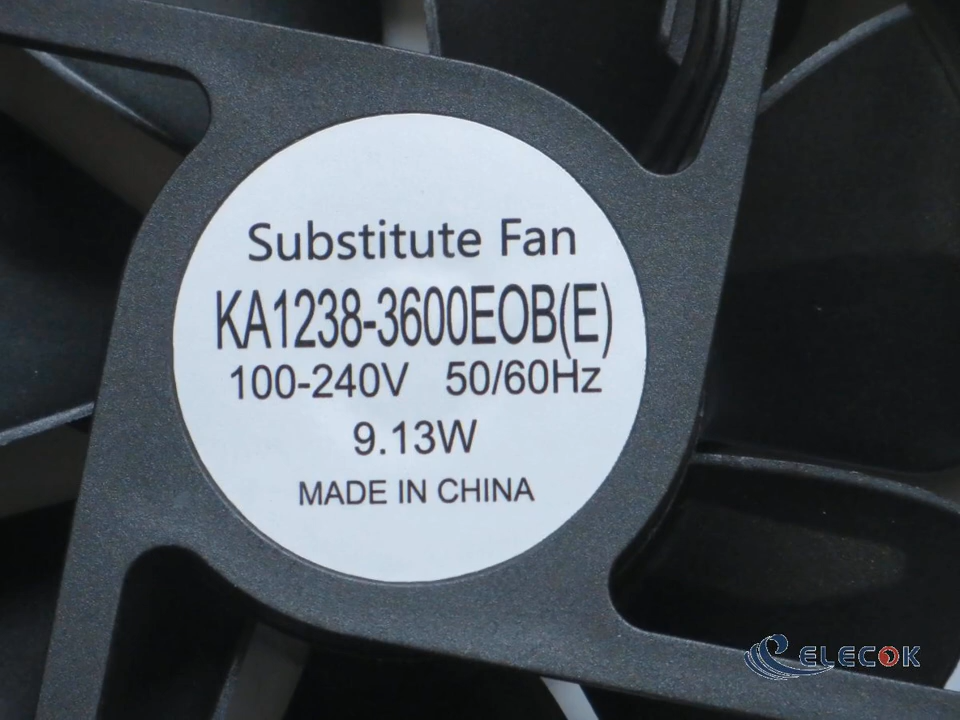 Substitute Fan
KA1238-3600EOB(E)
100-240V 50/60Hz
9.13W
MADE IN CHINA
ELECOK